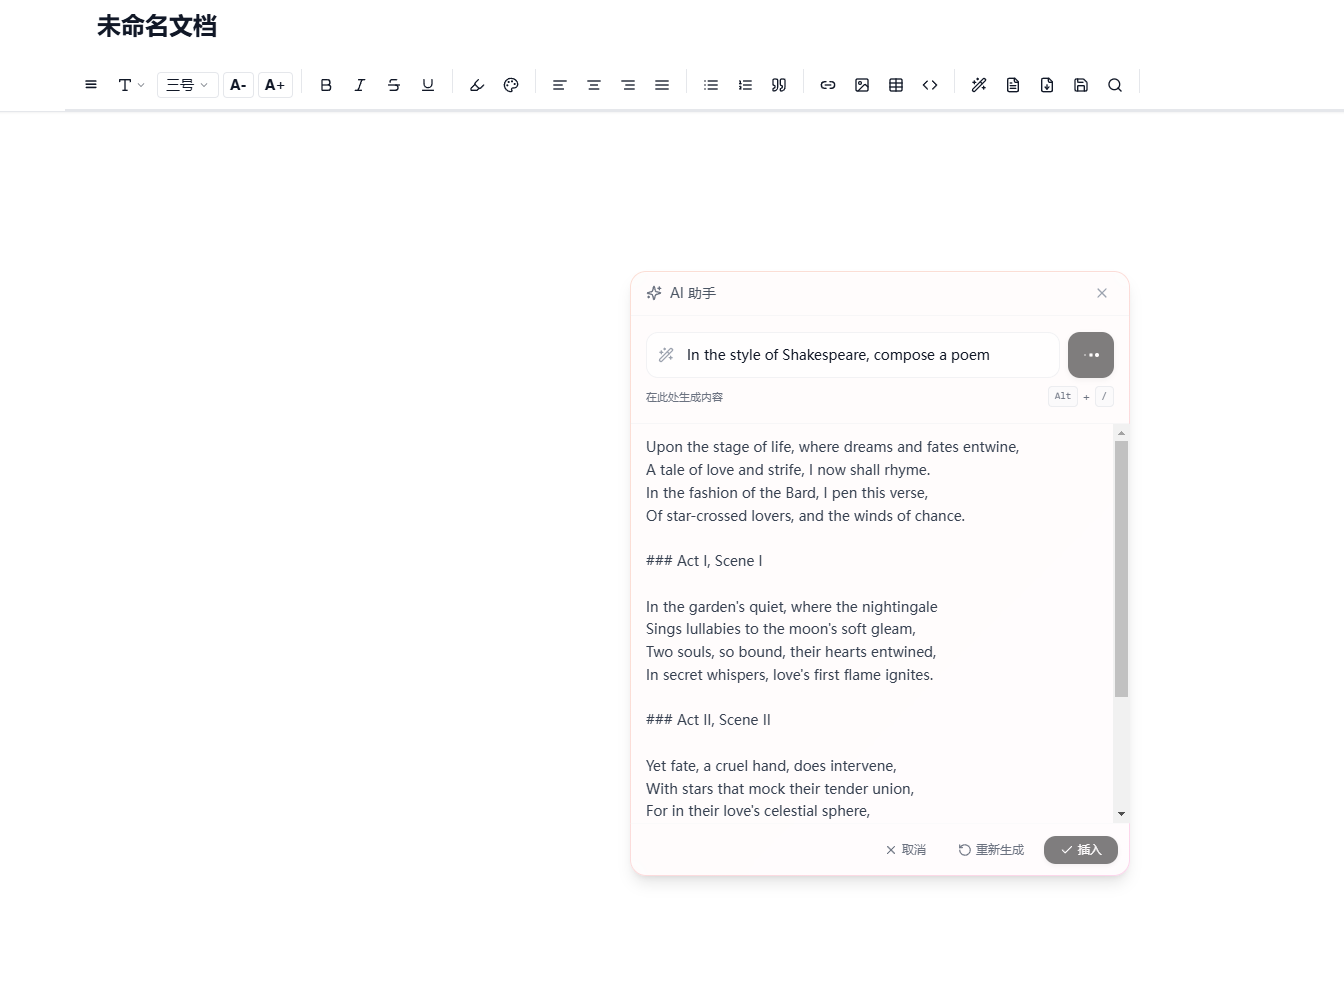 未命名文档
三号
A-
A+
AI 助手
In the style of Shakespeare, compose a poem
在此处生成内容
Alt + /
Upon the stage of life, where dreams and fates entwine,
A tale of love and strife, I now shall rhyme.
In the fashion of the Bard, I pen this verse,
Of star-crossed lovers, and the winds of chance.
### Act I, Scene I
In the garden's quiet, where the nightingale
Sings lullabies to the moon's soft gleam,
Two souls, so bound, their hearts entwined,
In secret whispers, love's first flame ignites.
### Act II, Scene II
Yet fate, a cruel hand, does intervene,
With stars that mock their tender union,
For in their love's celestial sphere,
取消
重新生成
插入